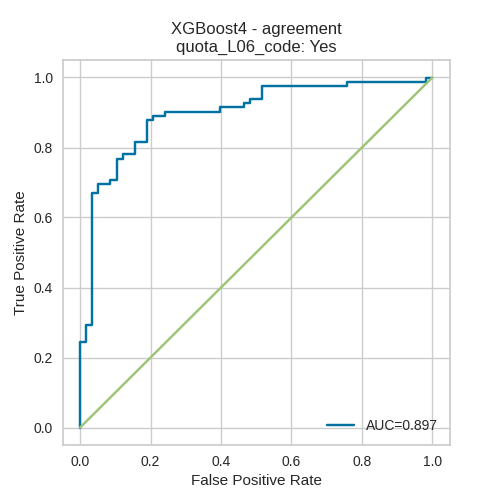 XGBoost4 - agreement
quota_L06_code: Yes
1.0
0.8
0.6
0.4
0.2
0.0
True Positive Rate
AUC=0.897
0.0 0.2 0.4 0.6 0.8 1.0
False Positive Rate